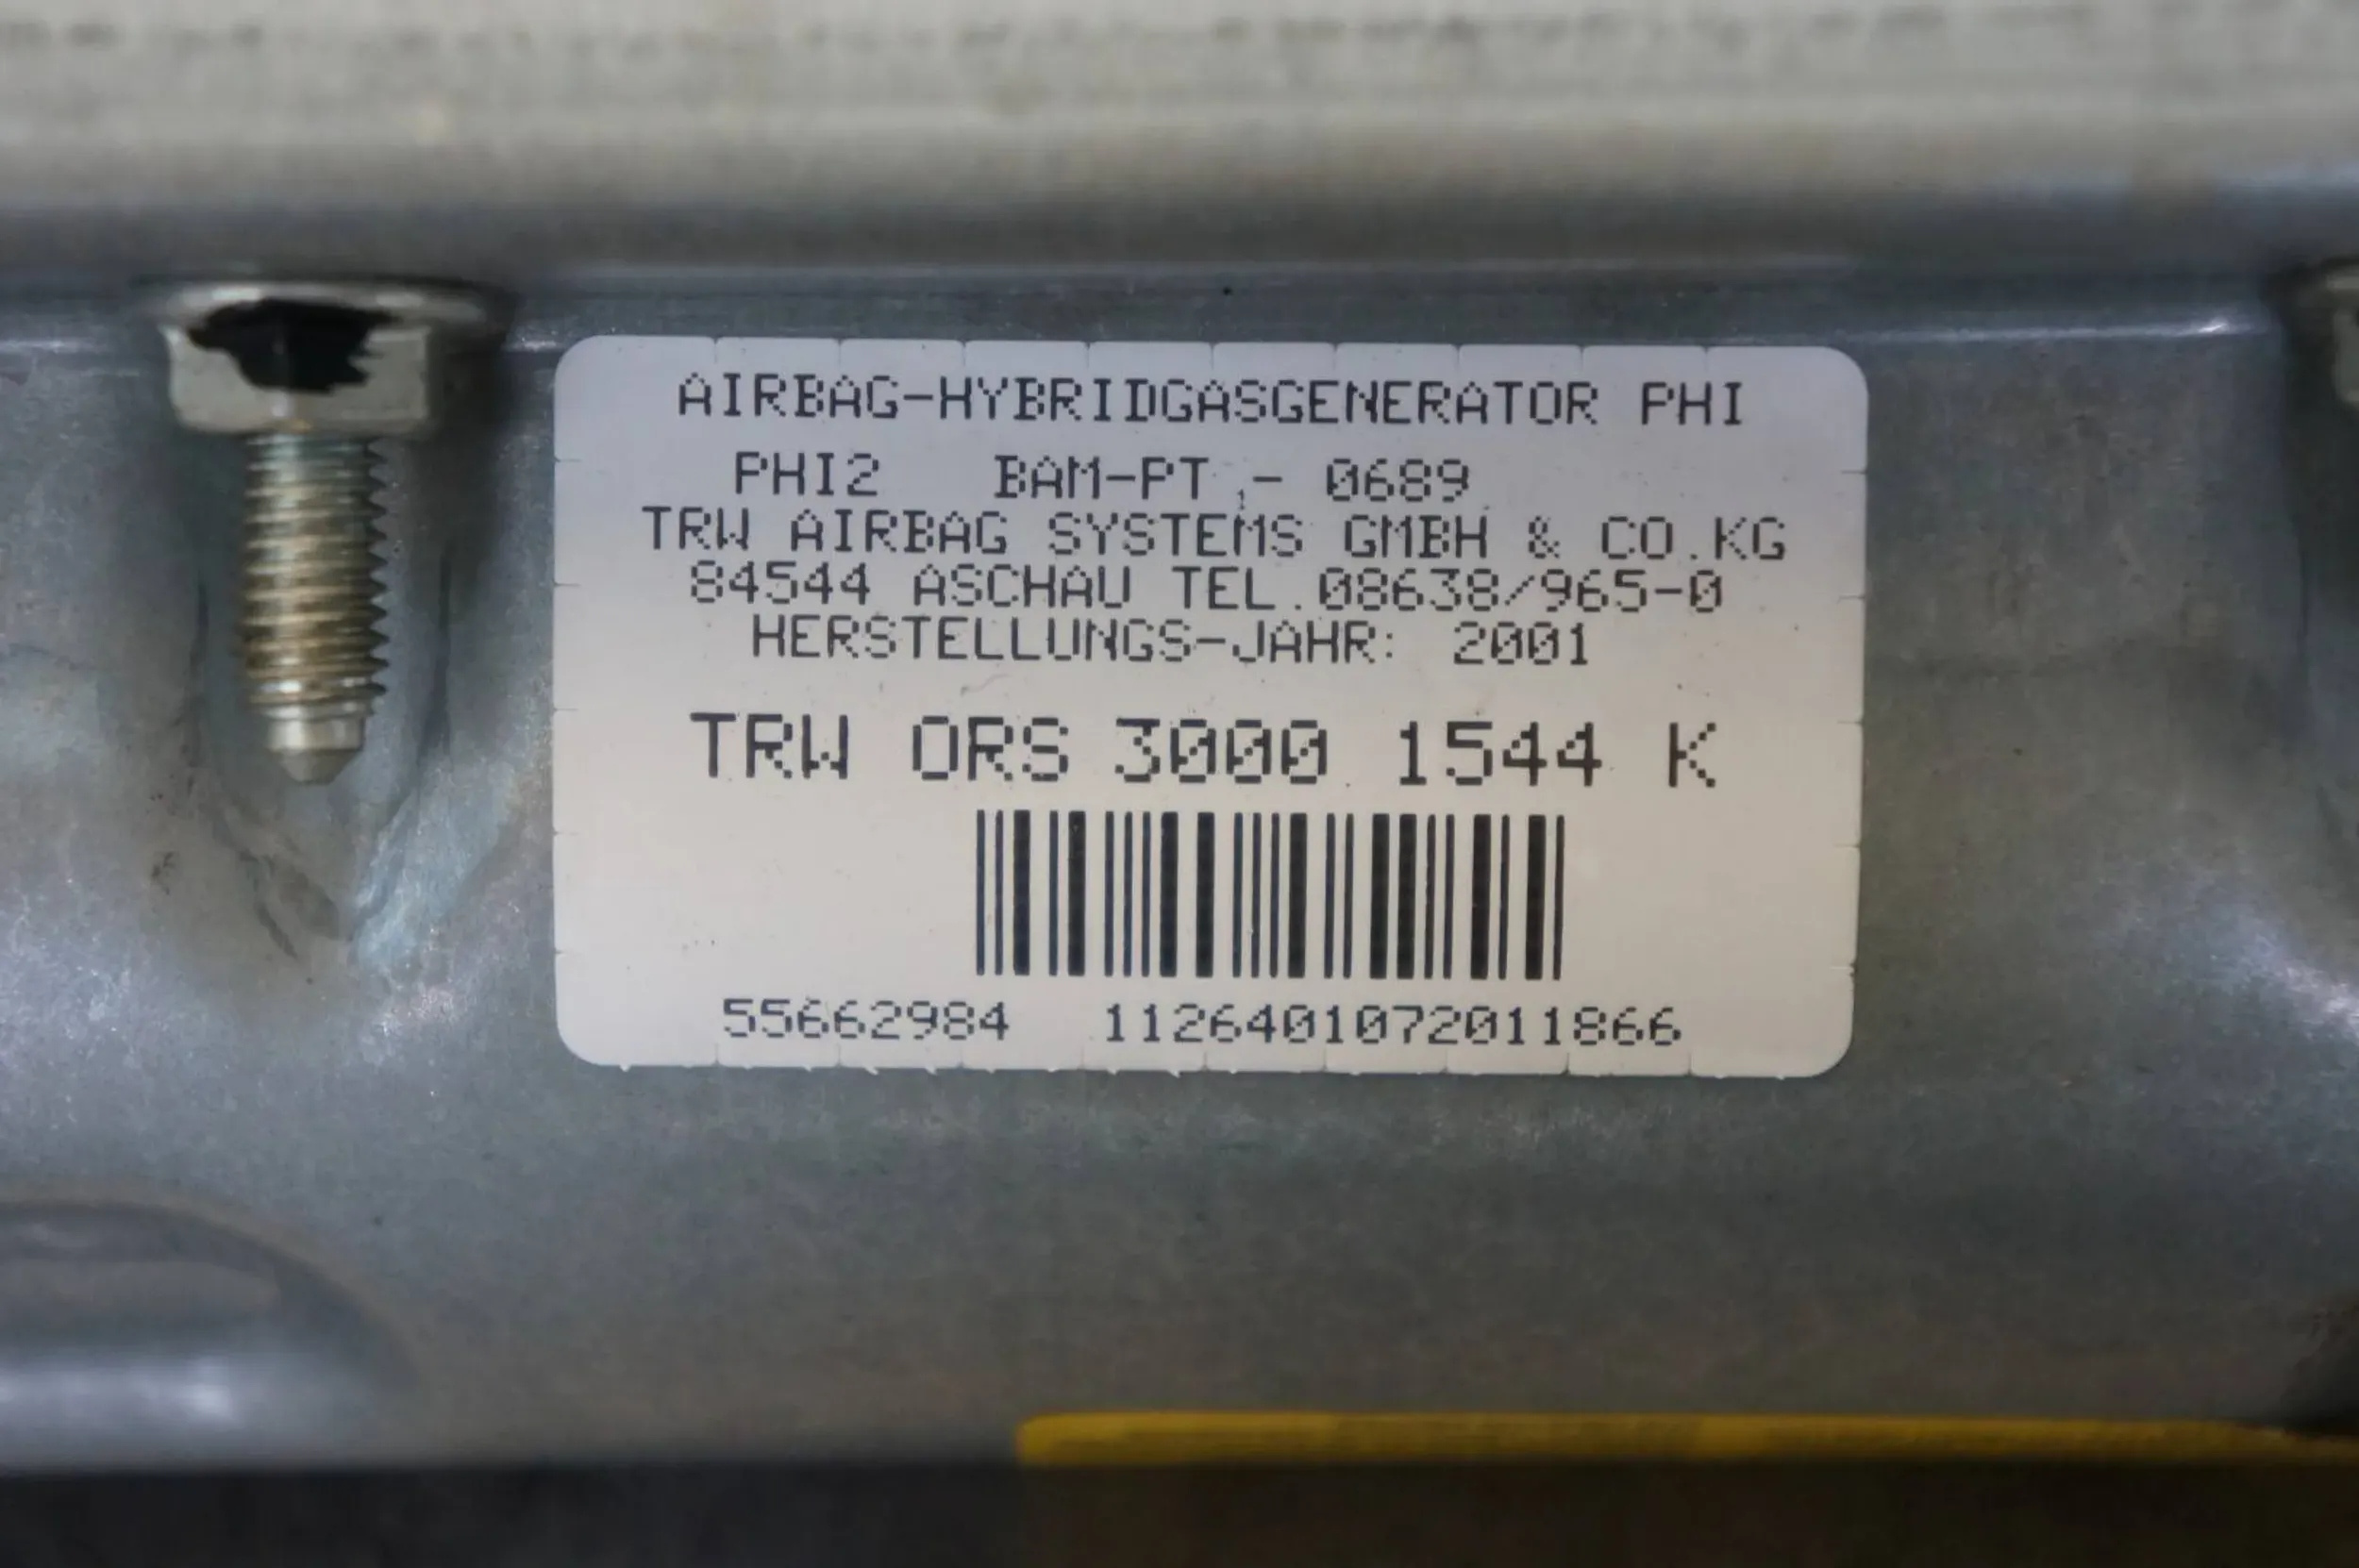 AIRBAG-HYBRIDGASGENERATOR PHI
PHI2 BAM-PT - 0689
TRW AIRBAG SYSTEMS GMBH & CO.KG
84544 ASCHAU TEL.08638/965-0
HERSTELLUNGS-JAHR: 2001
TRW ORS 3000 1544 K
55662984 1126401072011866